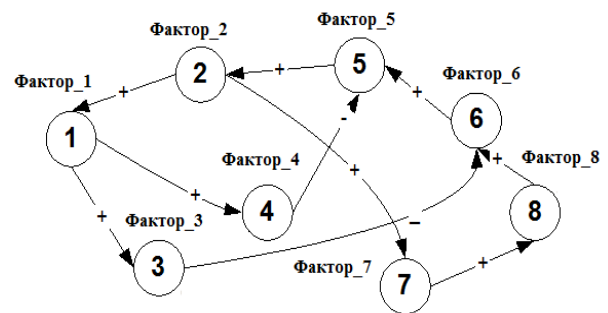 Фактор_2
Фактор_5
Фактор_1
2
+
5
Фактор_6
+
+
1
-
6
Фактор_4
+
Фактор_8
+
+
4
+
Фактор_3
–
8
3
Фактор_7
7
+